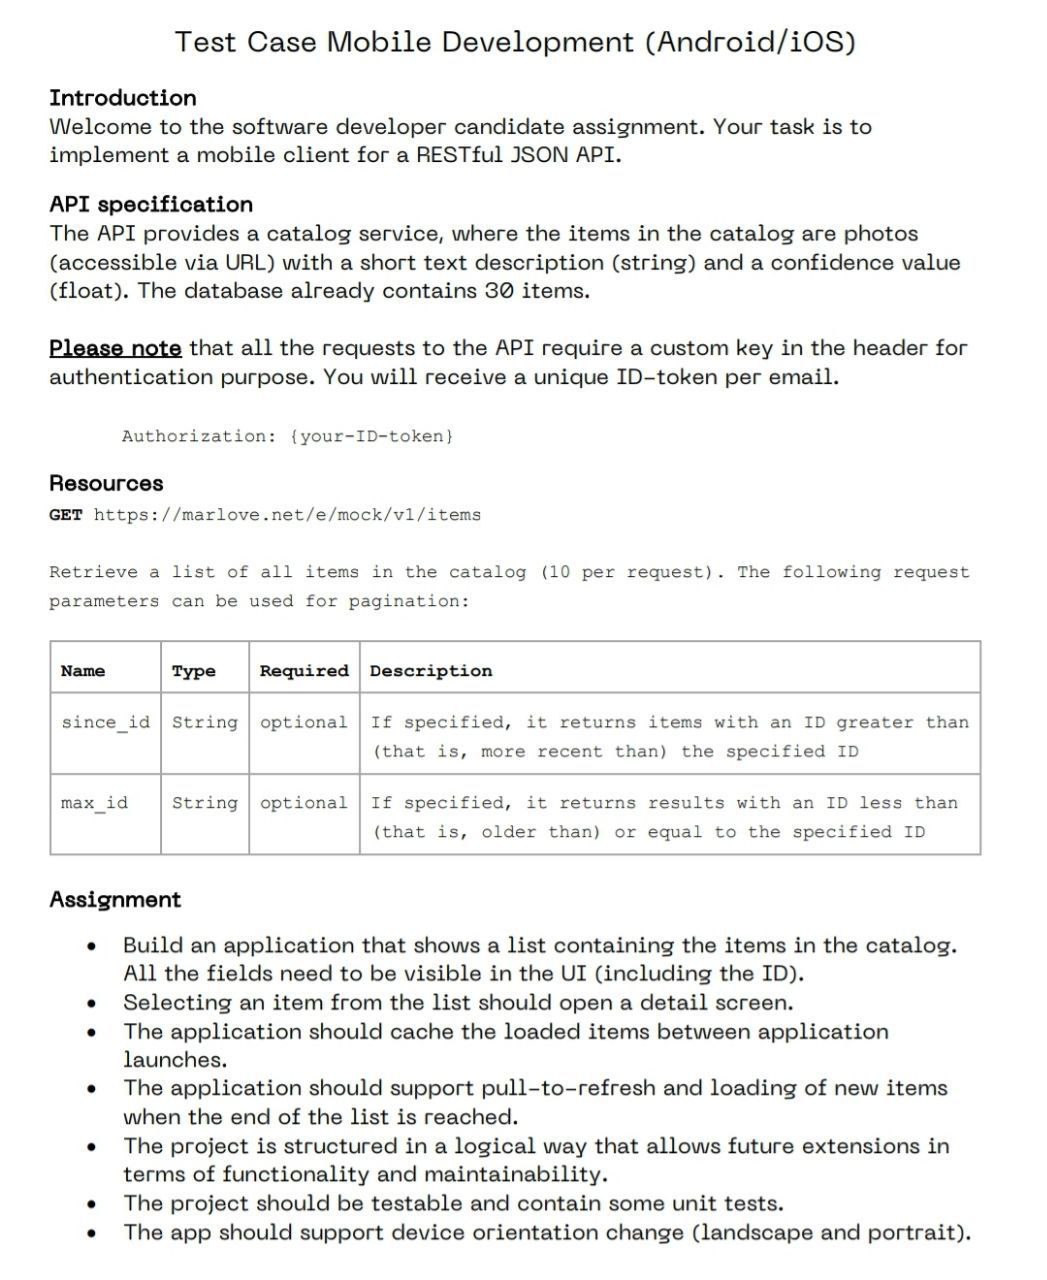 Test Case Mobile Development (Android/iOS)
Introduction
Welcome to the software developer candidate assignment. Your task is to
implement a mobile client for a RESTful JSON API.
API specification
The API provides a catalog service, where the items in the catalog are photos
(accessible via URL) with a short text description (string) and a confidence value
(float). The database already contains 30 items.
Please note that all the requests to the API require a custom key in the header for
authentication purpose. You will receive a unique ID-token per email.
Authorization: {your-ID-token}
Resources
GET https://marlove.net/e/mock/v1/items
Retrieve a list of all items in the catalog (10 per request). The following request
parameters can be used for pagination:
Name Type Required Description
since_id String optional If specified, it returns items with an ID greater than
(that is, more recent than) the specified ID
max_id String optional If specified, it returns results with an ID less than
(that is, older than) or equal to the specified ID
Assignment
• Build an application that shows a list containing the items in the catalog.
All the fields need to be visible in the UI (including the ID).
• Selecting an item from the list should open a detail screen.
• The application should cache the loaded items between application
launches.
• The application should support pull-to-refresh and loading of new items
when the end of the list is reached.
• The project is structured in a logical way that allows future extensions in
terms of functionality and maintainability.
• The project should be testable and contain some unit tests.
• The app should support device orientation change (landscape and portrait).